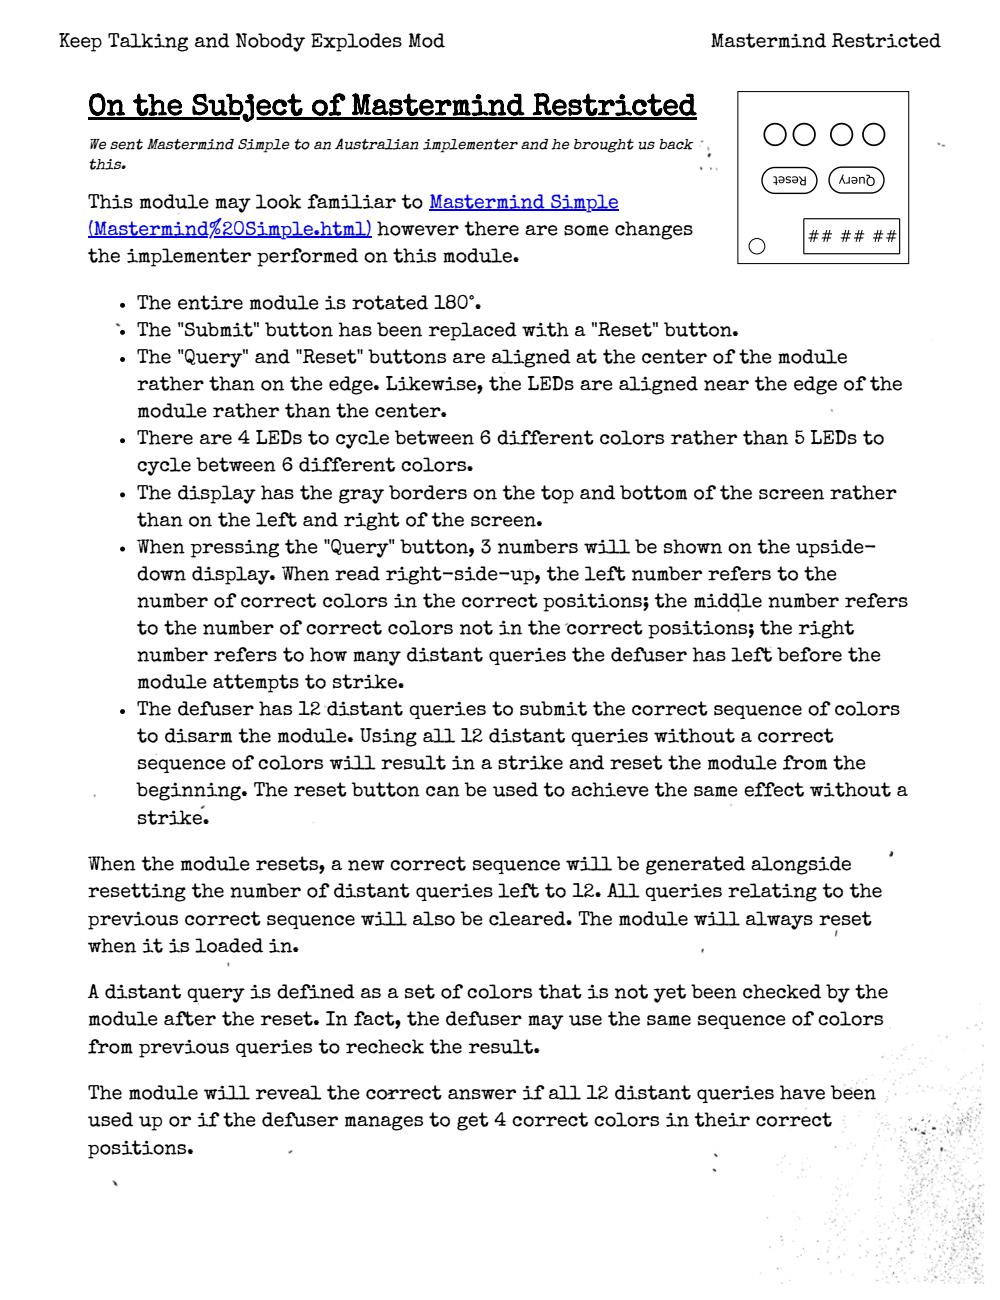 Keep Talking and Nobody Explodes Mod
Mastermind Restricted
On the Subject of Mastermind Restricted
We sent Mastermind Simple to an Australian implementer and he brought us back
this.
Reset
Query
## ## ##
This module may look familiar to Mastermind Simple
(Mastermind%20Simple.html) however there are some changes
the implementer performed on this module.
• The entire module is rotated 180°.
• The "Submit" button has been replaced with a "Reset" button.
• The "Query" and "Reset" buttons are aligned at the center of the module
rather than on the edge. Likewise, the LEDs are aligned near the edge of the
module rather than the center.
• There are 4 LEDs to cycle between 6 different colors rather than 5 LEDs to
cycle between 6 different colors.
• The display has the gray borders on the top and bottom of the screen rather
than on the left and right of the screen.
• When pressing the "Query" button, 3 numbers will be shown on the upside-
down display. When read right-side-up, the left number refers to the
number of correct colors in the correct positions; the middle number refers
to the number of correct colors not in the correct positions; the right
number refers to how many distant queries the defuser has left before the
module attempts to strike.
• The defuser has 12 distant queries to submit the correct sequence of colors
to disarm the module. Using all 12 distant queries without a correct
sequence of colors will result in a strike and reset the module from the
beginning. The reset button can be used to achieve the same effect without a
strike.
When the module resets, a new correct sequence will be generated alongside
resetting the number of distant queries left to 12. All queries relating to the
previous correct sequence will also be cleared. The module will always reset
when it is loaded in.
A distant query is defined as a set of colors that is not yet been checked by the
module after the reset. In fact, the defuser may use the same sequence of colors
from previous queries to recheck the result.
The module will reveal the correct answer if all 12 distant queries have been
used up or if the defuser manages to get 4 correct colors in their correct
positions.